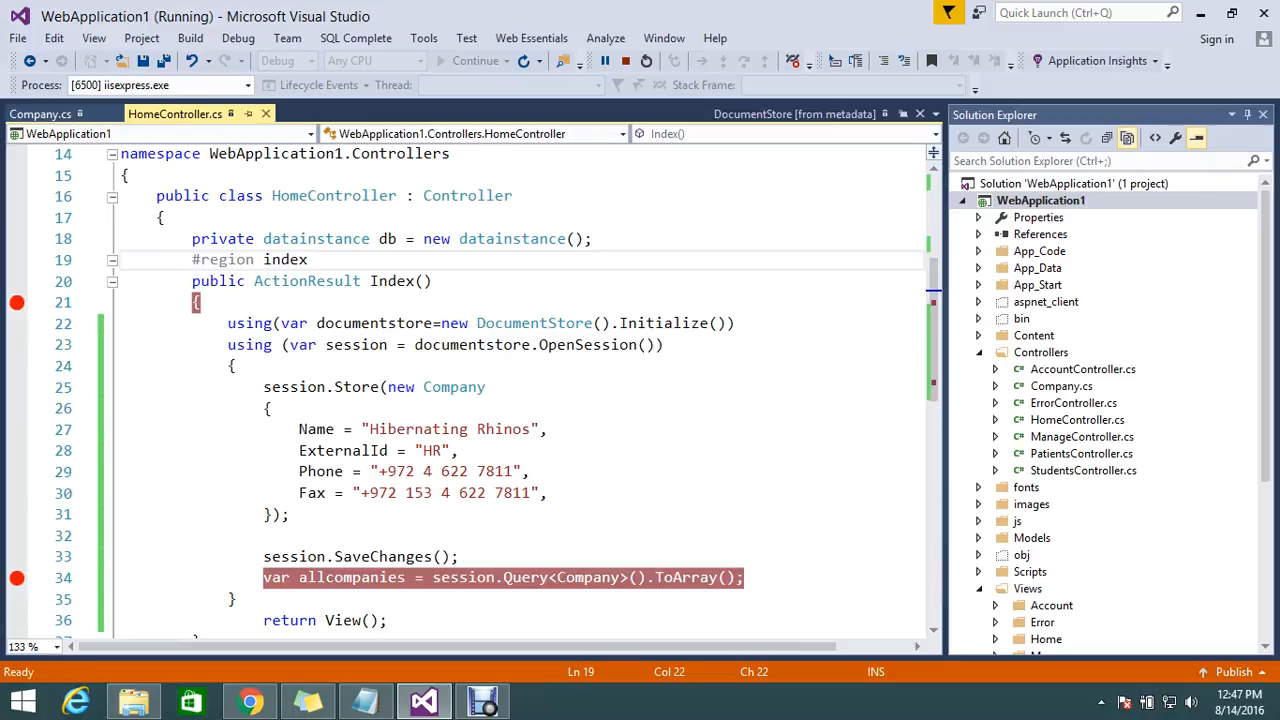 WebApplication1 (Running) - Microsoft Visual Studio
Quick Launch (Ctrl+Q)
File Edit View Project Build Debug Team SQL Complete Tools Test Web Essentials Analyze Window Help
Sign in
Debug Any CPU Continue Application Insights
Process: [6500] iisexpress.exe Lifecycle Events Thread: Stack Frame:
Company.cs HomeController.cs DocumentStore [from metadata]
Solution Explorer
WebApplication1 WebApplication1.Controllers.HomeController Index()
14 namespace WebApplication1.Controllers
15 {
16 public class HomeController : Controller
17 {
18 private datainstance db = new datainstance();
19 #region index
20 public ActionResult Index()
21 {
22 using(var documentstore=new DocumentStore().Initialize())
23 using (var session = documentstore.OpenSession())
24 {
25 session.Store(new Company
26 {
27 Name = "Hibernating Rhinos",
28 ExternalId = "HR",
29 Phone = "+972 4 622 7811",
30 Fax = "+972 153 4 622 7811",
31 });
32
33 session.SaveChanges();
34 var allcompanies = session.Query<Company>().ToArray();
35 }
36 return View();
133 %
Search Solution Explorer (Ctrl+;)
Solution 'WebApplication1' (1 project)
WebApplication1
Properties
References
App_Code
App_Data
App_Start
aspnet_client
bin
Content
Controllers
AccountController.cs
Company.cs
ErrorController.cs
HomeController.cs
ManageController.cs
PatientsController.cs
StudentsController.cs
fonts
images
js
Models
obj
Scripts
Views
Account
Error
Home
Ready Ln 19 Col 22 Ch 22 INS Publish
12:47 PM
8/14/2016